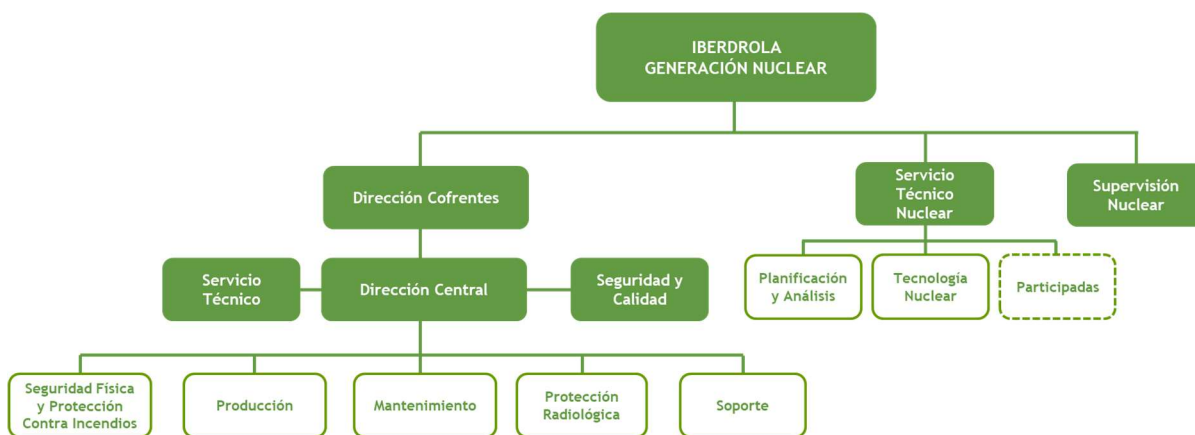 IBERDROLA
GENERACIÓN NUCLEAR
Dirección Cofrentes
Servicio
Técnico
Nuclear
Supervisión
Nuclear
Servicio
Técnico
Dirección Central
Seguridad y
Calidad
Planificación
y Análisis
Tecnología
Nuclear
Participadas
Seguridad Física
y Protección
Contra Incendios
Producción
Mantenimiento
Protección
Radiológica
Soporte